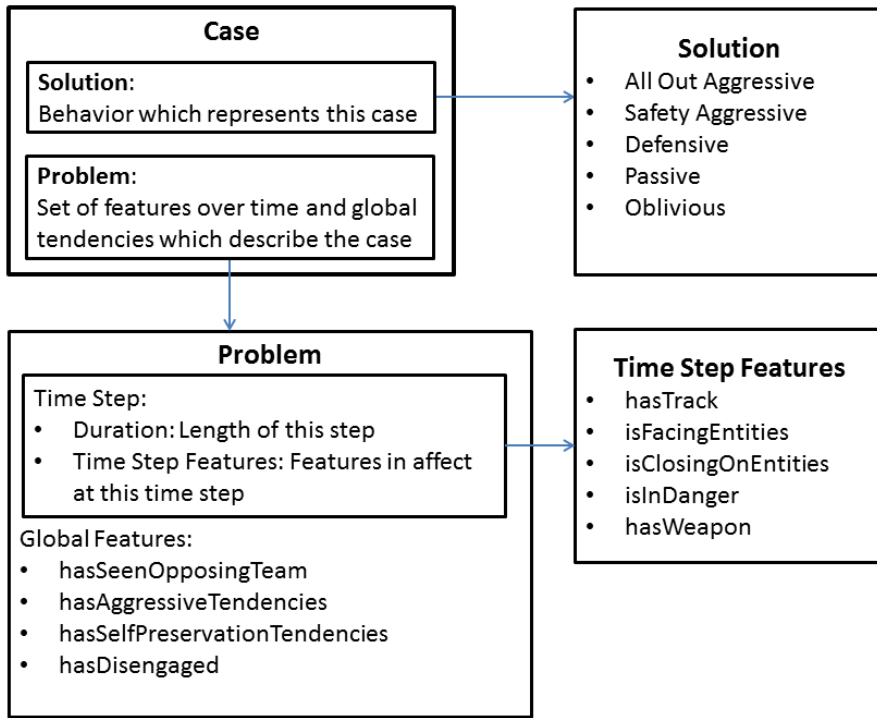 Case
Solution:
Behavior which represents this case
Problem:
Set of features over time and global
tendencies which describe the case
Solution
• All Out Aggressive
• Safety Aggressive
• Defensive
• Passive
• Oblivious
Problem
Time Step:
• Duration: Length of this step
• Time Step Features: Features in affect
at this time step
Global Features:
• hasSeenOpposingTeam
• hasAggressiveTendencies
• hasSelfPreservationTendencies
• hasDisengaged
Time Step Features
• hasTrack
• isFacingEntities
• isClosingOnEntities
• isInDanger
• hasWeapon